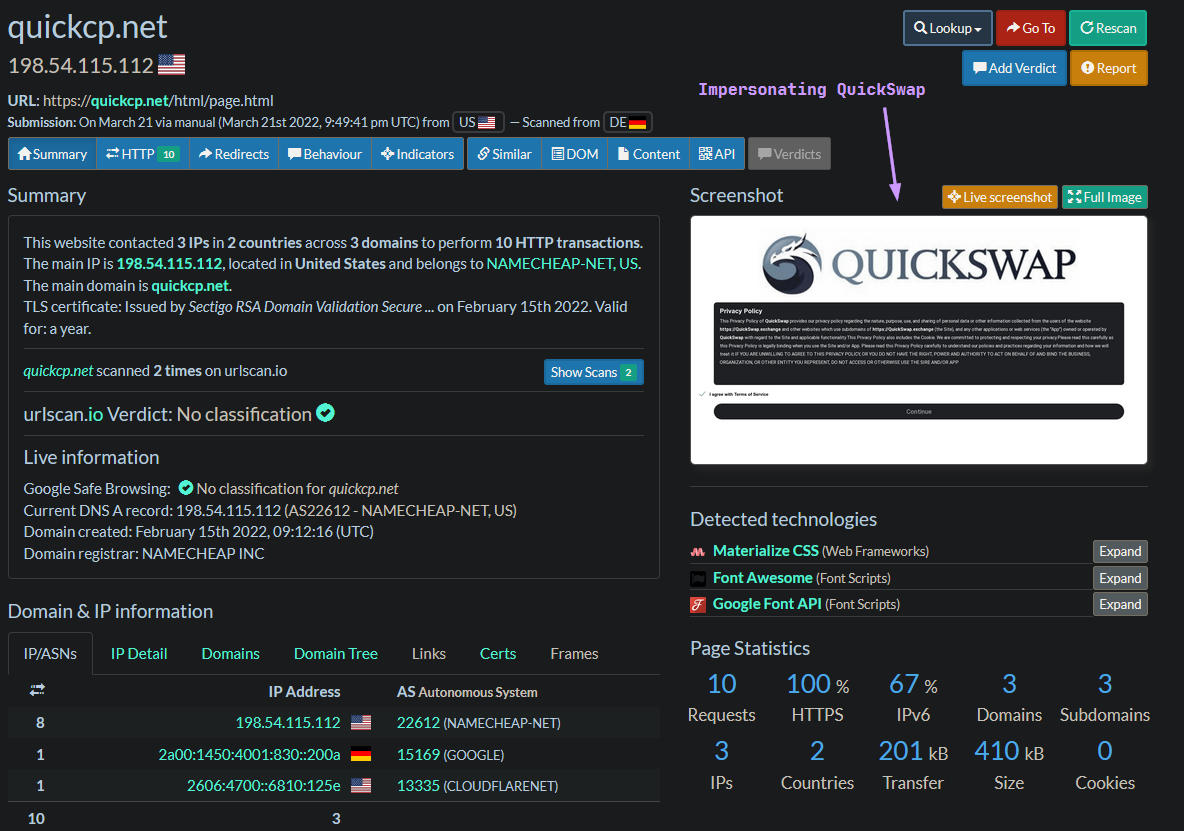 quickcp.net
198.54.115.112
Lookup
Go To
Rescan
Add Verdict
Report
URL: https://quickcp.net/html/page.html
Submission: On March 21 via manual (March 21st 2022, 9:49:41 pm UTC) from US — Scanned from DE
Impersonating QuickSwap
Summary
HTTP 10
Redirects
Behaviour
Indicators
Similar
DOM
Content
API
Verdicts
Summary
This website contacted 3 IPs in 2 countries across 3 domains to perform 10 HTTP transactions.
The main IP is 198.54.115.112, located in United States and belongs to NAMECHEAP-NET, US.
The main domain is quickcp.net.
TLS certificate: Issued by Sectigo RSA Domain Validation Secure ... on February 15th 2022. Valid
for: a year.
quickcp.net scanned 2 times on urlscan.io
Show Scans 2
urlscan.io Verdict: No classification
Live information
Google Safe Browsing: No classification for quickcp.net
Current DNS A record: 198.54.115.112 (AS22612 - NAMECHEAP-NET, US)
Domain created: February 15th 2022, 09:12:16 (UTC)
Domain registrar: NAMECHEAP INC
Screenshot
Live screenshot
Full Image
QUICKSWAP
Privacy Policy
This Privacy Policy of QuickSwap provides our privacy policy regarding the nature, purpose, use, and sharing of personal data or other information collected from the users of the website
https://QuickSwap.exchange and other websites which use subdomains of https://QuickSwap.exchange (the Site), and any other applications or web services (the "App") owned or operated by
QuickSwap with regard to the Site and applicable functionality.This Privacy Policy also includes the Cookie. We are committed to protecting and respecting your privacy.Please read this carefully as
this Privacy Policy is legally binding when you use the Site and/or App. Please read this Privacy Policy carefully to understand our policies and practices regarding your information and how we will
treat it IF YOU ARE UNWILLING TO AGREE TO THIS PRIVACY POLICY, OR YOU DO NOT HAVE THE RIGHT, POWER AND AUTHORITY TO ACT ON BEHALF OF AND BIND THE BUSINESS,
ORGANIZATION, OR OTHER ENTITY YOU REPRESENT, DO NOT ACCESS OR OTHERWISE USE THE SIRE AND/OR APP
I agree with Terms of Service
Continue
Detected technologies
Materialize CSS (Web Frameworks)
Expand
Font Awesome (Font Scripts)
Expand
Google Font API (Font Scripts)
Expand
Domain & IP information
IP/ASNs
IP Detail
Domains
Domain Tree
Links
Certs
Frames
IP Address
AS Autonomous System
8 198.54.115.112 22612 (NAMECHEAP-NET)
1 2a00:1450:4001:830::200a 15169 (GOOGLE)
1 2606:4700::6810:125e 13335 (CLOUDFLARENET)
10 3
Page Statistics
10 100 % 67 % 3 3
Requests HTTPS IPv6 Domains Subdomains
3 2 201 kB 410 kB 0
IPs Countries Transfer Size Cookies